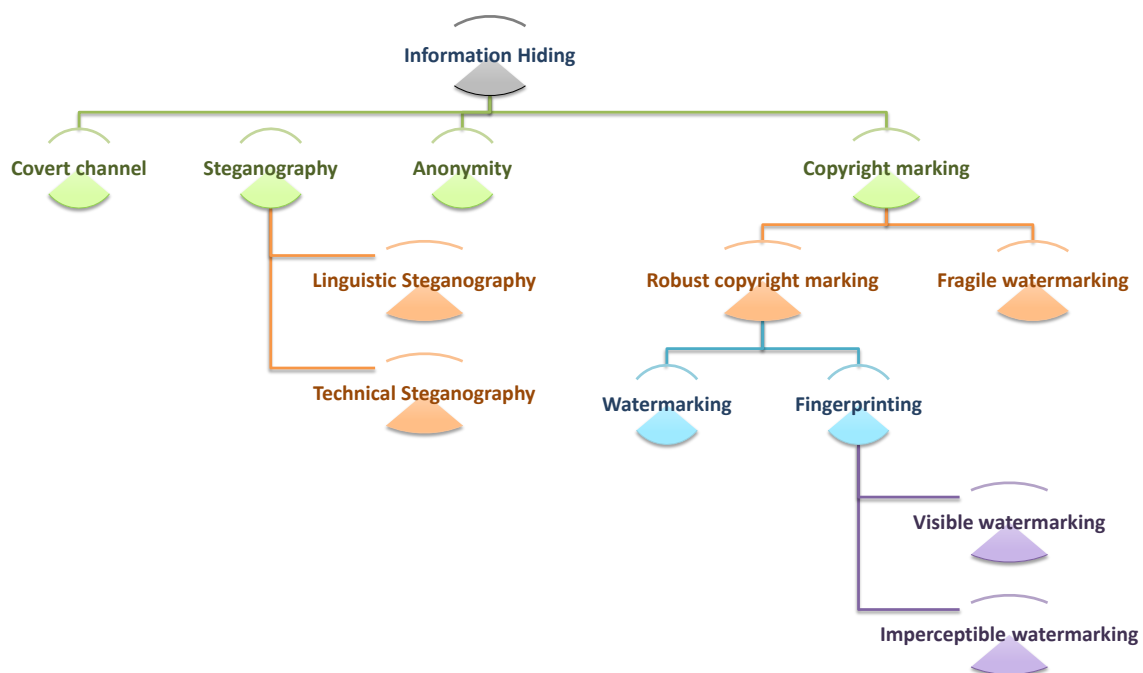 Information Hiding
Covert channel
Steganography
Anonymity
Copyright marking
Linguistic Steganography
Robust copyright marking
Fragile watermarking
Technical Steganography
Watermarking
Fingerprinting
Visible watermarking
Imperceptible watermarking